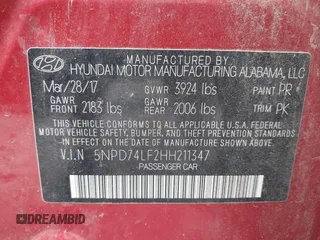 MANUFACTURED BY
HYUNDAI MOTOR MANUFACTURING ALABAMA, LLC
Mar/28/17 GVWR 3924 lbs PAINT PR
GAWR FRONT 2183 lbs GAWR REAR 2006 lbs TRIM PK
THIS VEHICLE CONFORMS TO ALL APPLICABLE U.S.A FEDERAL
MOTOR VEHICLE SAFETY, BUMPER, AND THEFT PREVENTION
STANDARDS IN EFFECT ON THE DATE OF MANUFACTURE SHOWN ABOVE.
V.I.N 5NPD74LF2HH211347
PASSENGER CAR
DREAMBID